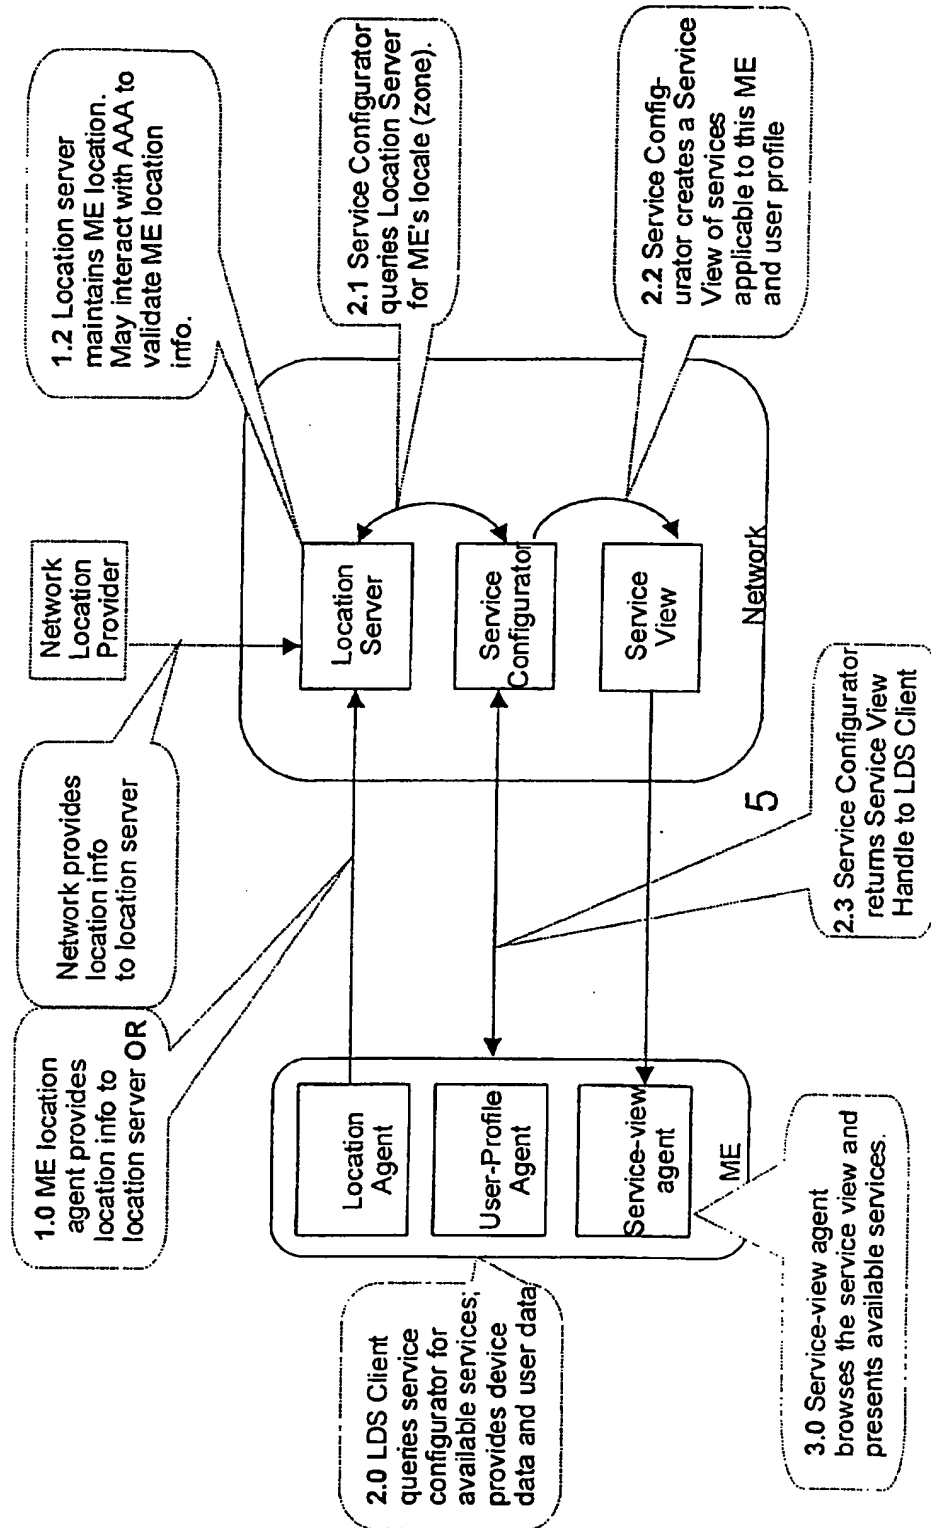 1.0 ME location
agent provides
location info to
location server OR
Network provides
location info
to location server
Network
Location
Provider
1.2 Location server
maintains ME location.
May interact with AAA to
validate ME location
info.
2.0 LDS Client
queries service
configurator for
available services;
provides device
data and user data
Location
Agent
User-Profile
Agent
Service-view
agent
ME
Location
Server
Service
Configurator
Service
View
Network
2.1 Service Configurator
queries Location Server
for ME's locale (zone).
2.2 Service Config-
urator creates a Service
View of services
applicable to this ME
and user profile
3.0 Service-view agent
browses the service view and
presents available services.
5
2.3 Service Configurator
returns Service View
Handle to LDS Client